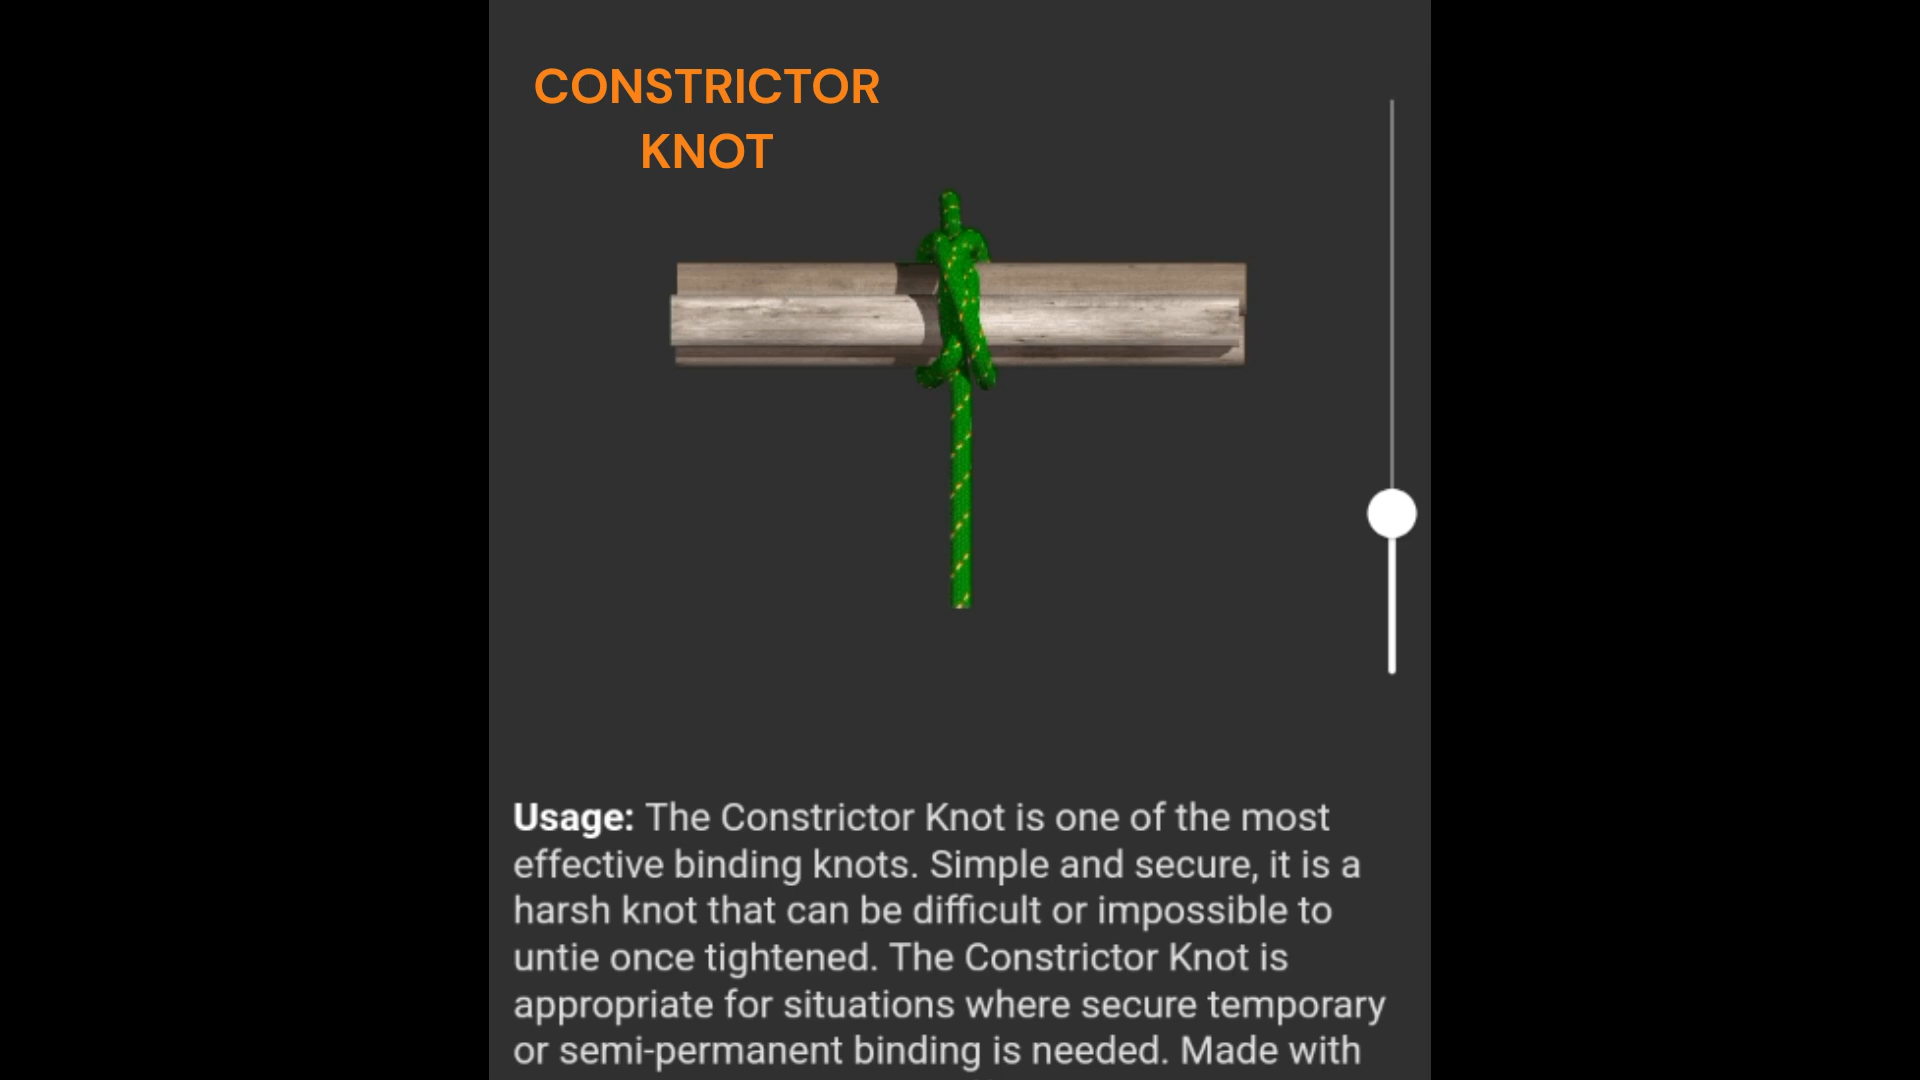 CONSTRICTOR
KNOT
Usage: The Constrictor Knot is one of the most
effective binding knots. Simple and secure, it is a
harsh knot that can be difficult or impossible to
untie once tightened. The Constrictor Knot is
appropriate for situations where secure temporary
or semi-permanent binding is needed. Made with